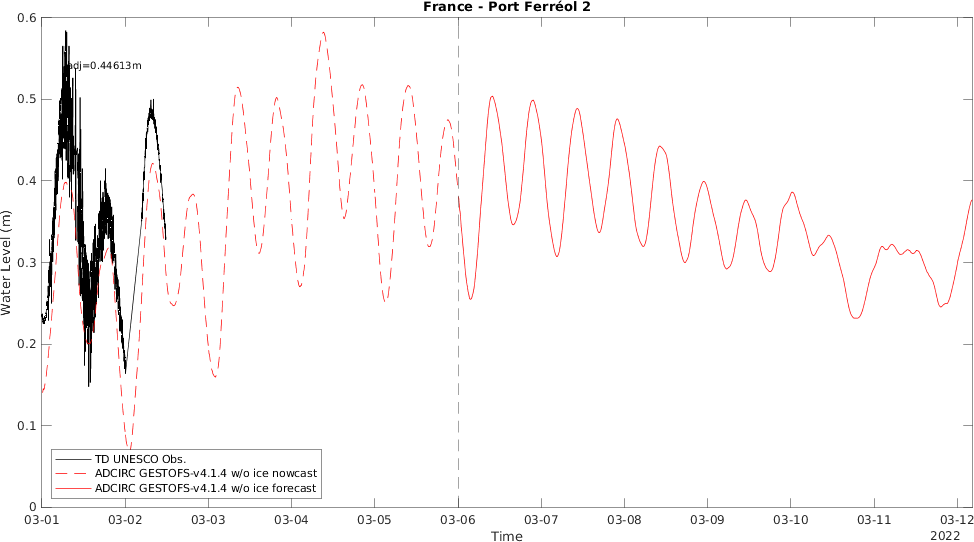 France - Port Ferréol 2
0.6
0.5
0.4
0.3
0.2
0.1
0
Water Level (m)
adj=0.44613m
TD UNESCO Obs.
ADCIRC GESTOFS-v4.1.4 w/o ice nowcast
ADCIRC GESTOFS-v4.1.4 w/o ice forecast
03-01 03-02 03-03 03-04 03-05 03-06 03-07 03-08 03-09 03-10 03-11 03-12
Time
2022